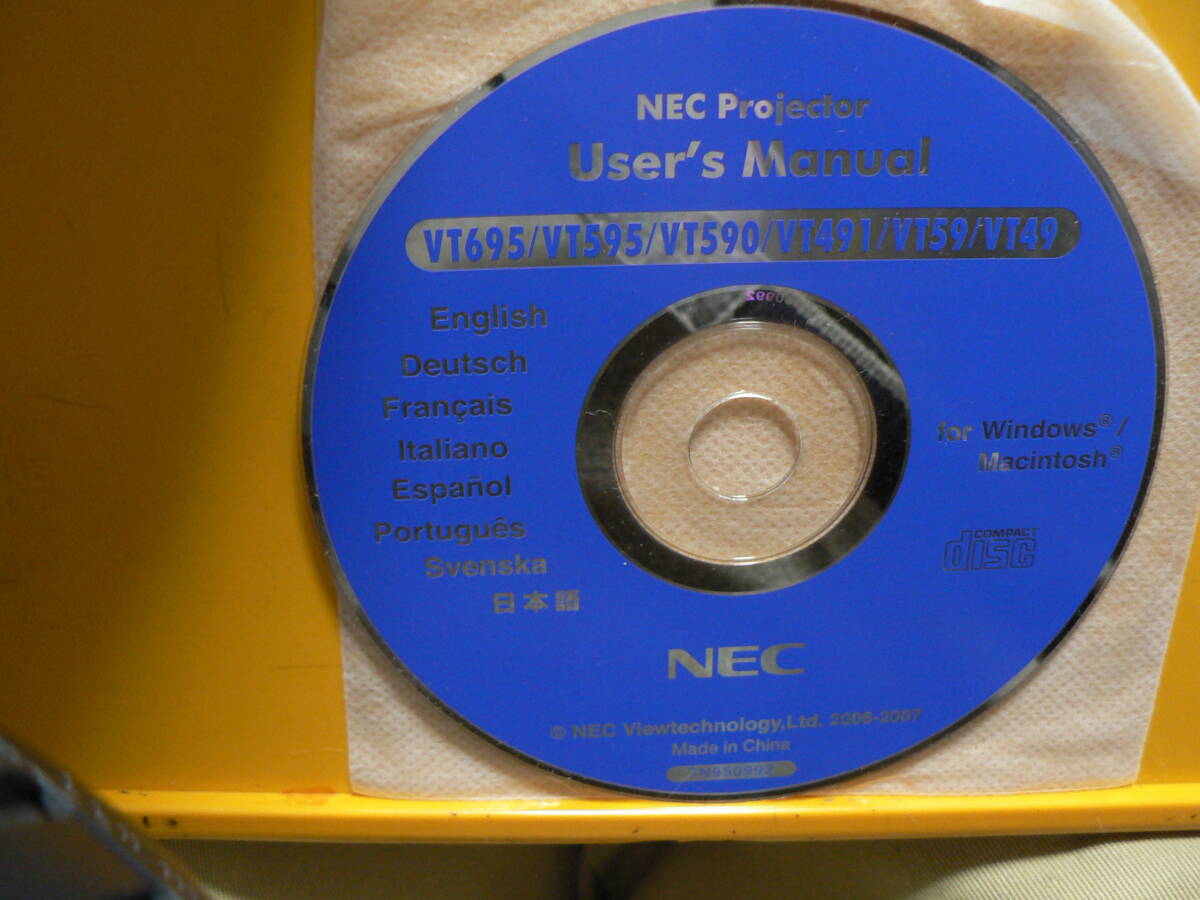 NEC Projector
User's Manual
VT695/VT595/VT590/VT491/VT59/VT49
English
Deutsch
Français
Italiano
Español
Português
Svenska
日本語
for Windows®/
Macintosh®
COMPACT
disc
NEC
© NEC Viewtechnology,Ltd. 2006-2007
Made in China
7N950992